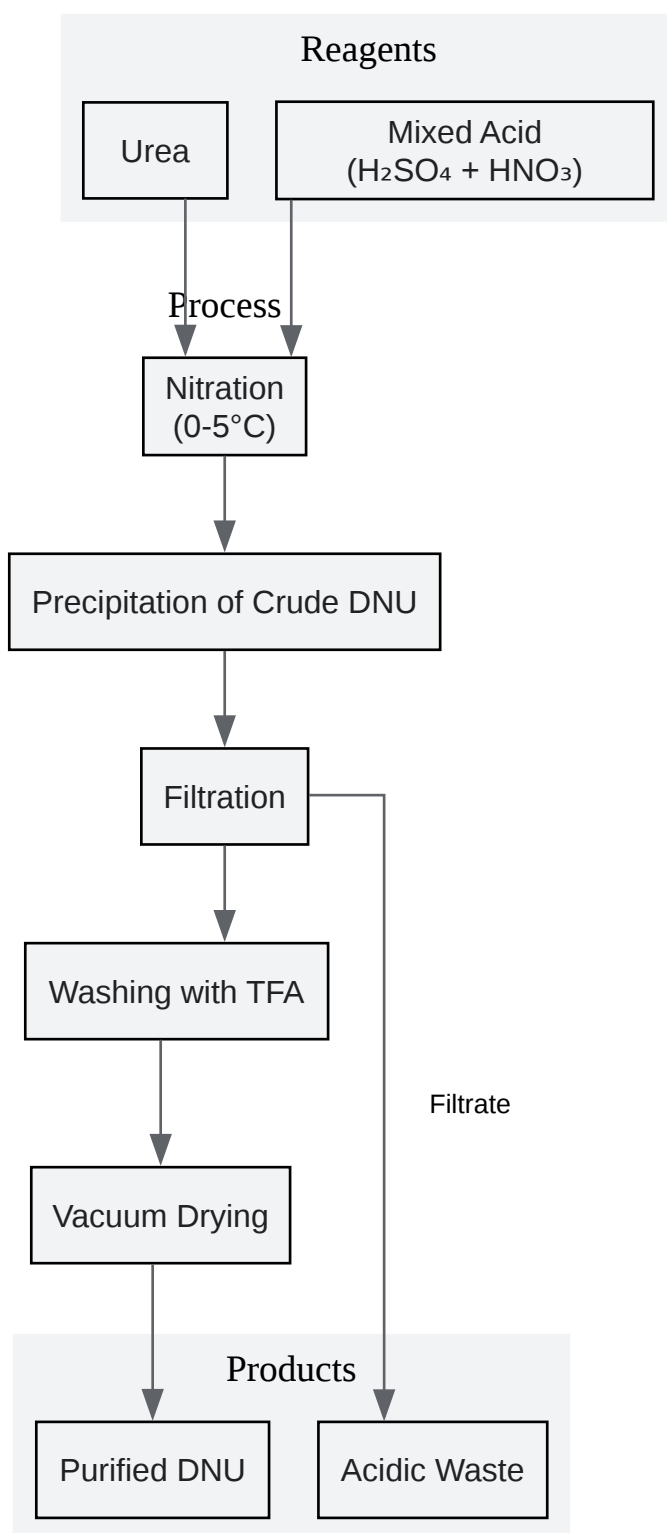 Reagents
Urea
Mixed Acid
(H₂SO₄ + HNO₃)
Process
Nitration
(0-5°C)
Precipitation of Crude DNU
Filtration
Washing with TFA
Filtrate
Vacuum Drying
Products
Purified DNU
Acidic Waste